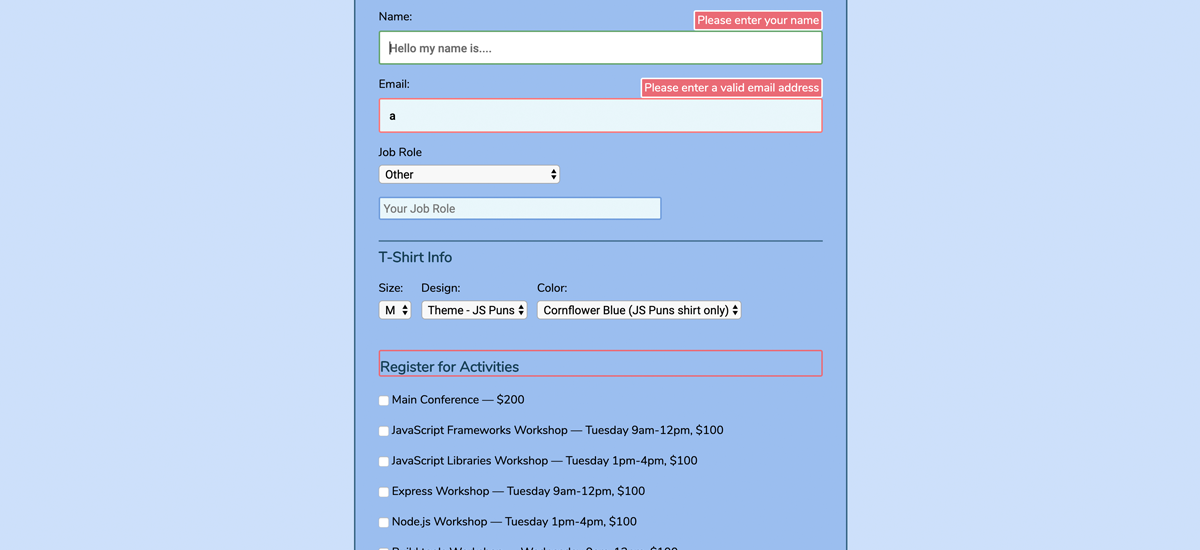 Name:
Please enter your name
Hello my name is....
Email:
Please enter a valid email address
a
Job Role
Other
Your Job Role
T-Shirt Info
Size: Design: Color:
M Theme - JS Puns Cornflower Blue (JS Puns shirt only)
Register for Activities
Main Conference — $200
JavaScript Frameworks Workshop — Tuesday 9am-12pm, $100
JavaScript Libraries Workshop — Tuesday 1pm-4pm, $100
Express Workshop — Tuesday 9am-12pm, $100
Node.js Workshop — Tuesday 1pm-4pm, $100